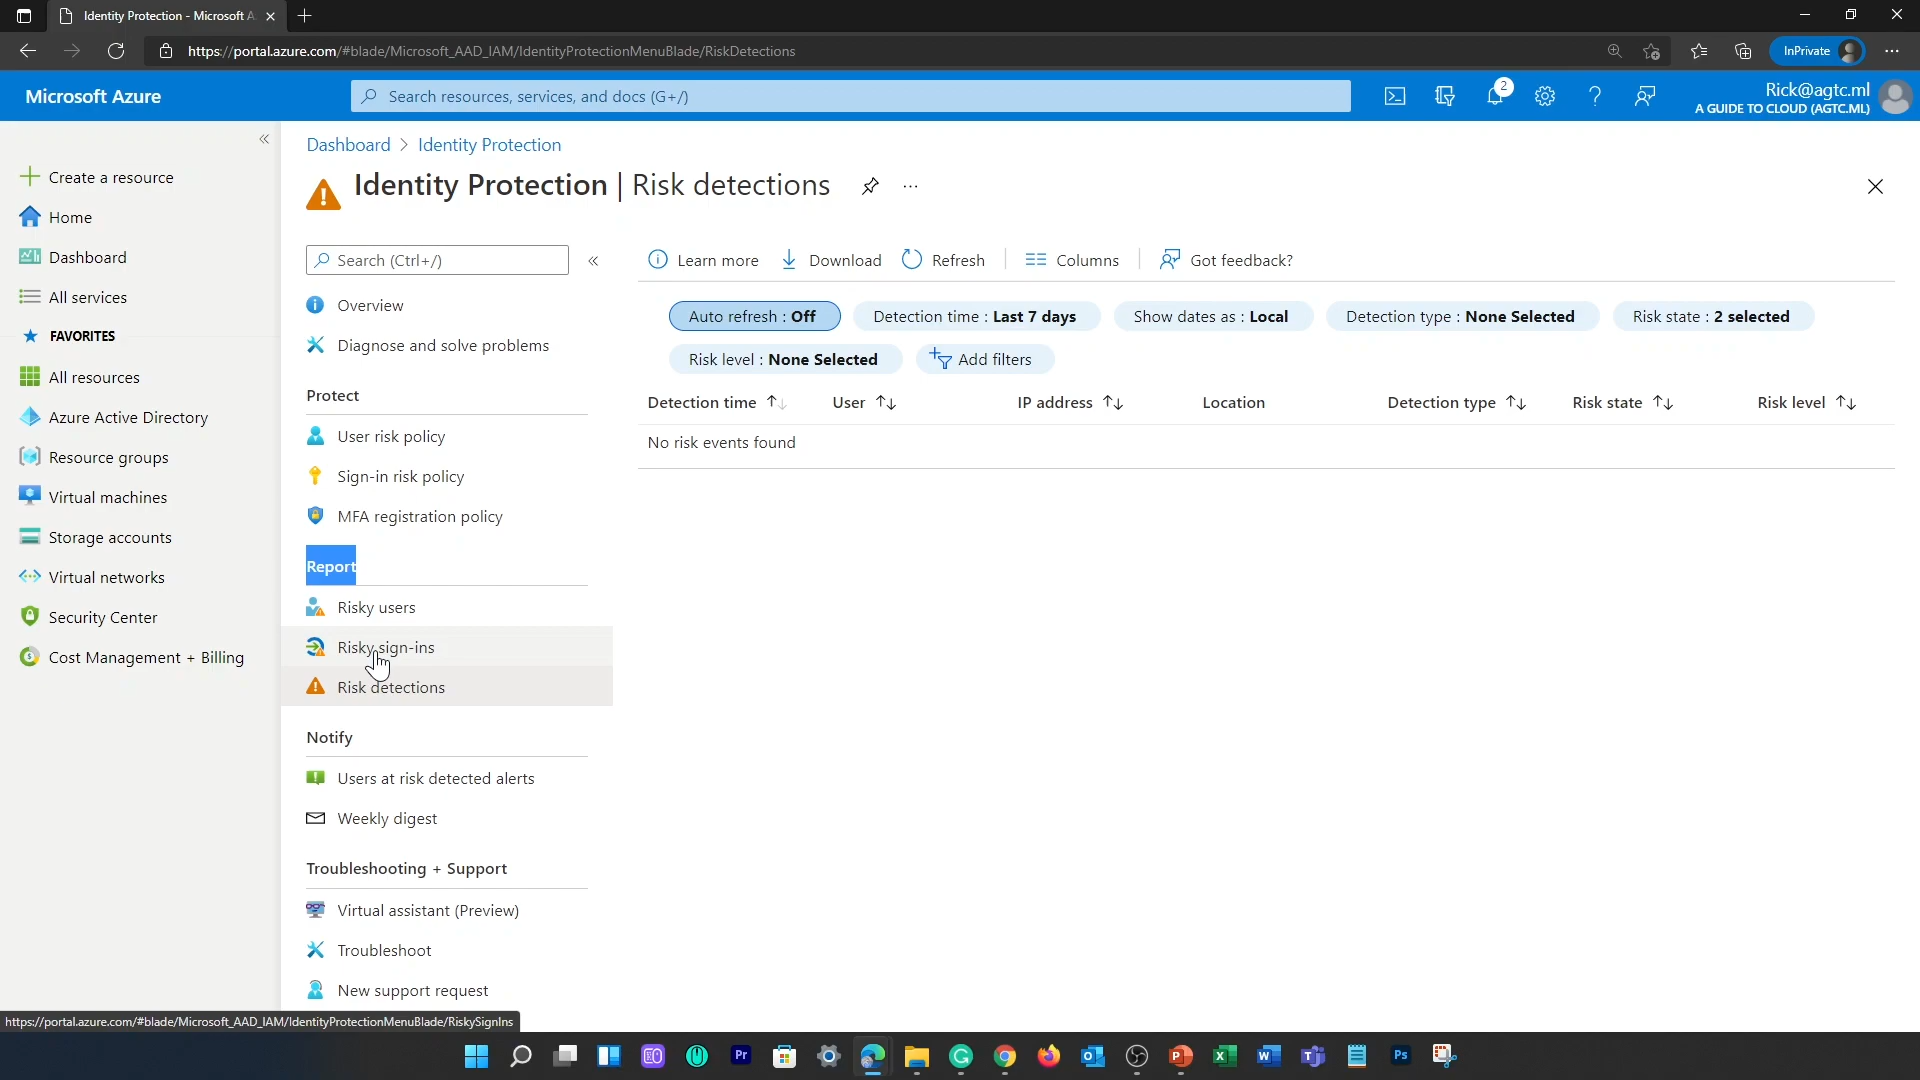 Identity Protection - Microsoft A
https://portal.azure.com/#blade/Microsoft_AAD_IAM/IdentityProtectionMenuBlade/RiskDetections
InPrivate
Microsoft Azure
Search resources, services, and docs (G+/)
2
Rick@agtc.ml
A GUIDE TO CLOUD (AGTC.ML)
Create a resource
Home
Dashboard
All services
FAVORITES
All resources
Azure Active Directory
Resource groups
Virtual machines
Storage accounts
Virtual networks
Security Center
Cost Management + Billing
Dashboard > Identity Protection
Identity Protection | Risk detections
Search (Ctrl+/)
Overview
Diagnose and solve problems
Protect
User risk policy
Sign-in risk policy
MFA registration policy
Report
Risky users
Risky sign-ins
Risk detections
Notify
Users at risk detected alerts
Weekly digest
Troubleshooting + Support
Virtual assistant (Preview)
Troubleshoot
New support request
Learn more
Download
Refresh
Columns
Got feedback?
Auto refresh : Off
Detection time : Last 7 days
Show dates as : Local
Detection type : None Selected
Risk state : 2 selected
Risk level : None Selected
Add filters
Detection time
User
IP address
Location
Detection type
Risk state
Risk level
No risk events found
https://portal.azure.com/#blade/Microsoft_AAD_IAM/IdentityProtectionMenuBlade/RiskySignIns
Pr
Ps